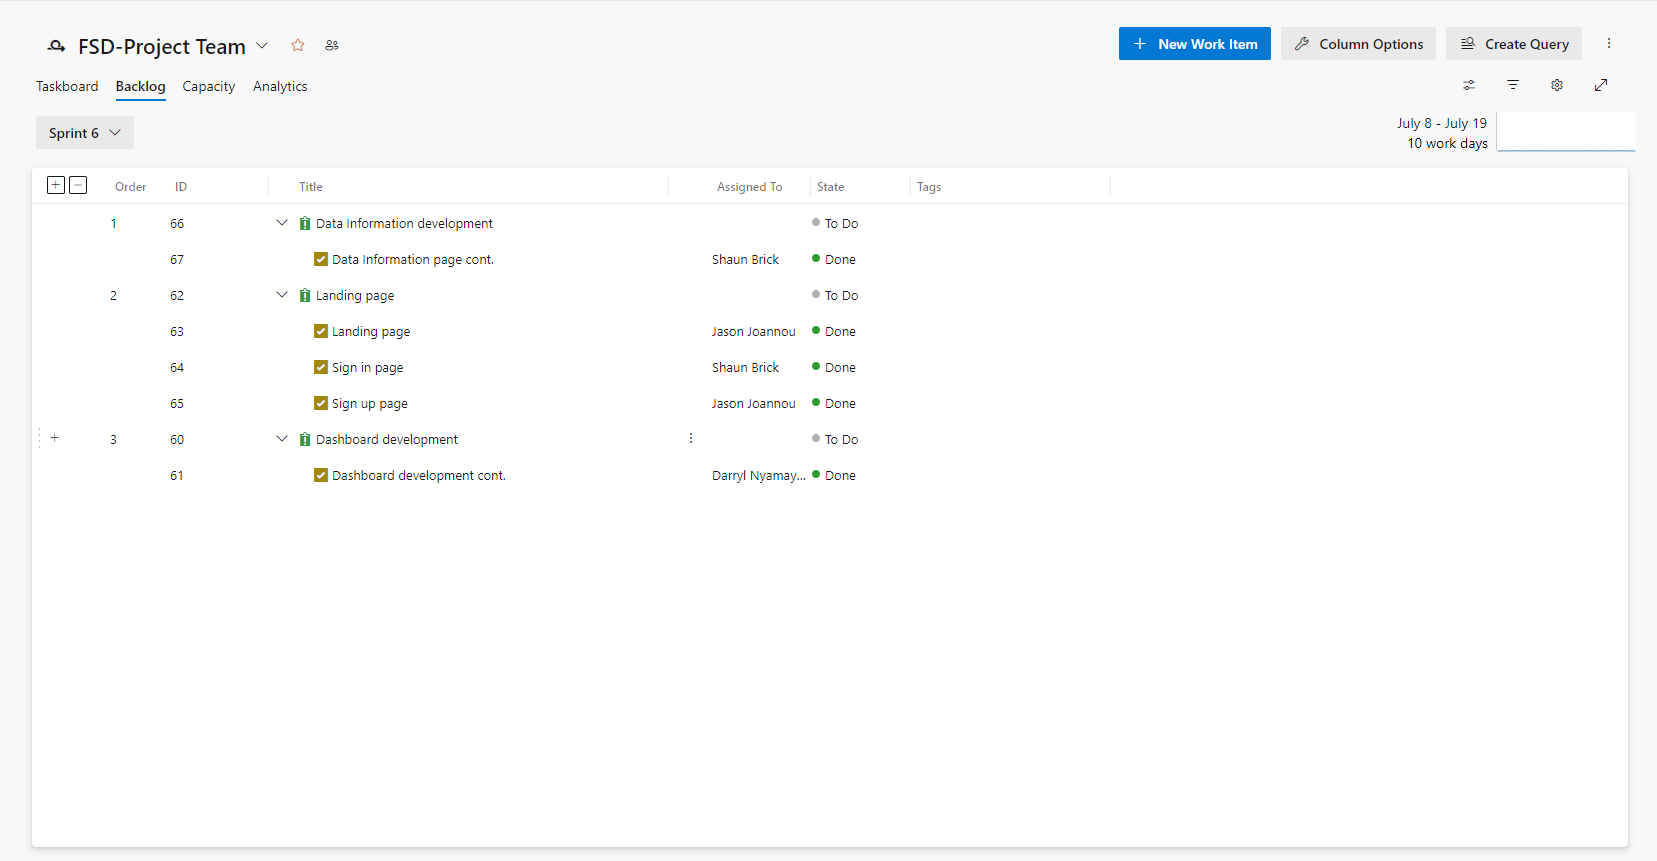 FSD-Project Team
New Work Item
Column Options
Create Query
Taskboard Backlog Capacity Analytics
Sprint 6
July 8 - July 19
10 work days
Order ID Title Assigned To State Tags
1 66 Data Information development To Do
67 Data Information page cont. Shaun Brick Done
2 62 Landing page To Do
63 Landing page Jason Joannou Done
64 Sign in page Shaun Brick Done
65 Sign up page Jason Joannou Done
3 60 Dashboard development To Do
61 Dashboard development cont. Darryl Nyamay... Done